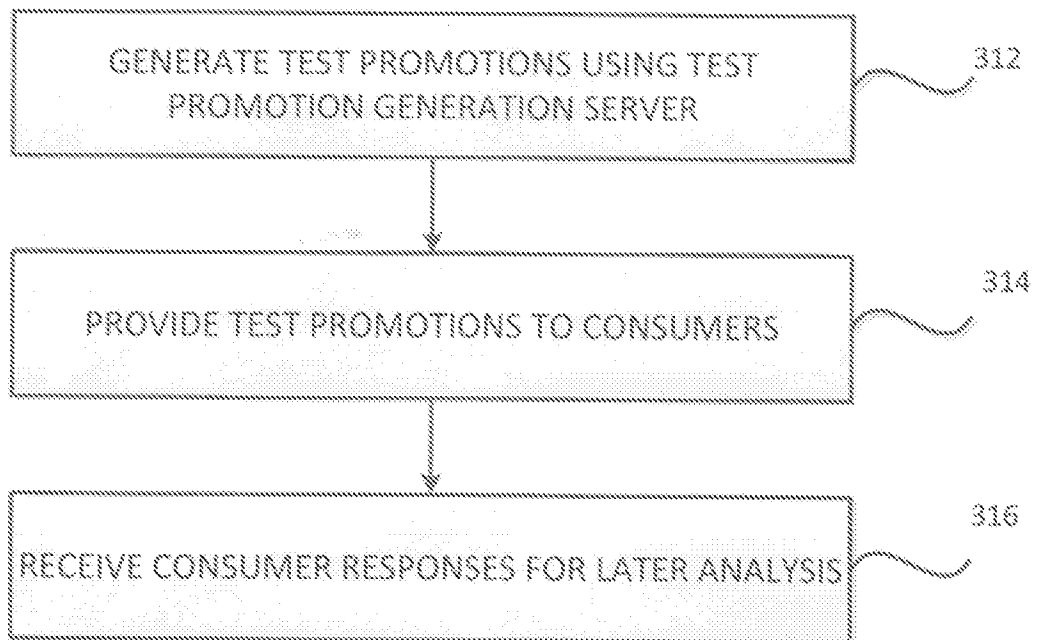 GENERATE TEST PROMOTIONS USING TEST
PROMOTION GENERATION SERVER
312
PROVIDE TEST PROMOTIONS TO CONSUMERS
314
RECEIVE CONSUMER RESPONSES FOR LATER ANALYSIS
316